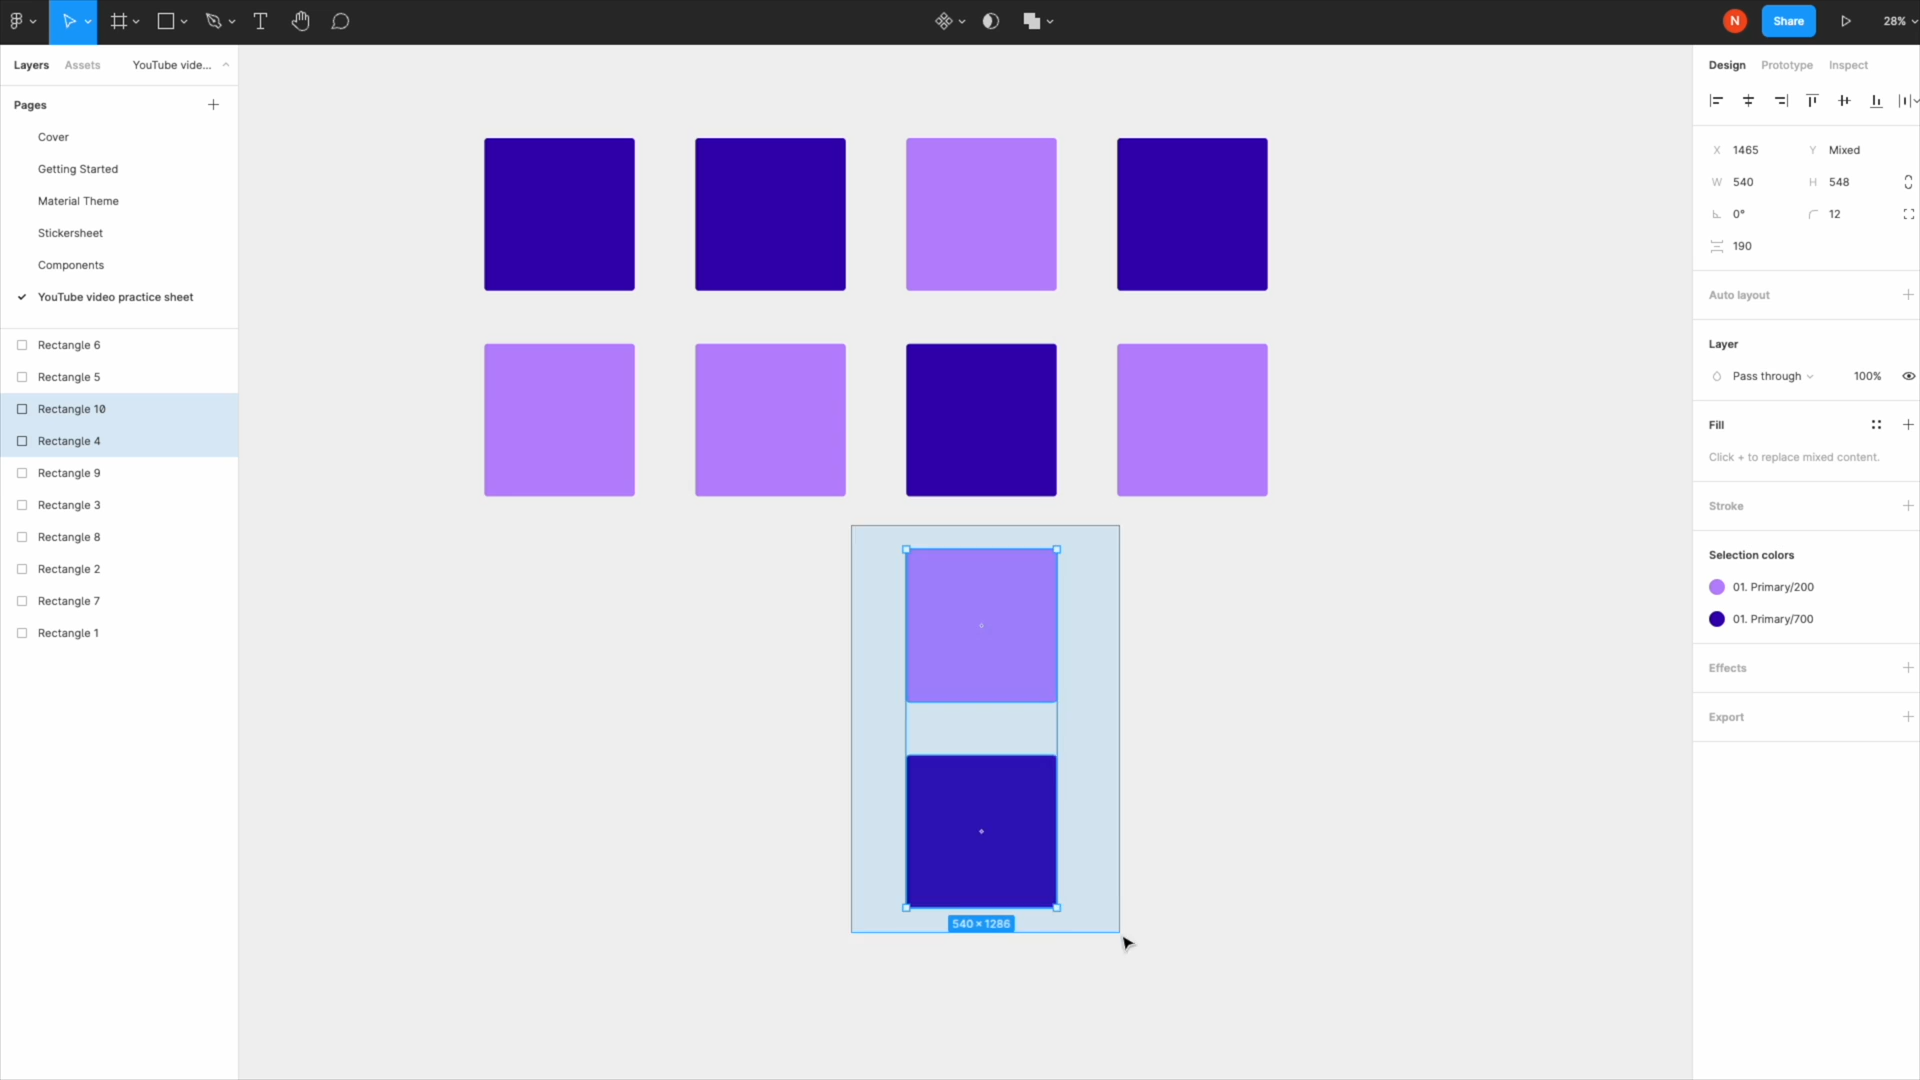 N
Share
28%
Layers
Assets
YouTube vide...
Pages
Cover
Getting Started
Material Theme
Stickersheet
Components
YouTube video practice sheet
Rectangle 6
Rectangle 5
Rectangle 10
Rectangle 4
Rectangle 9
Rectangle 3
Rectangle 8
Rectangle 2
Rectangle 7
Rectangle 1
540 × 1286
Design
Prototype
Inspect
X 1465
Y Mixed
W 540
H 548
0°
12
190
Auto layout
Layer
Pass through
100%
Fill
Click + to replace mixed content.
Stroke
Selection colors
01. Primary/200
01. Primary/700
Effects
Export